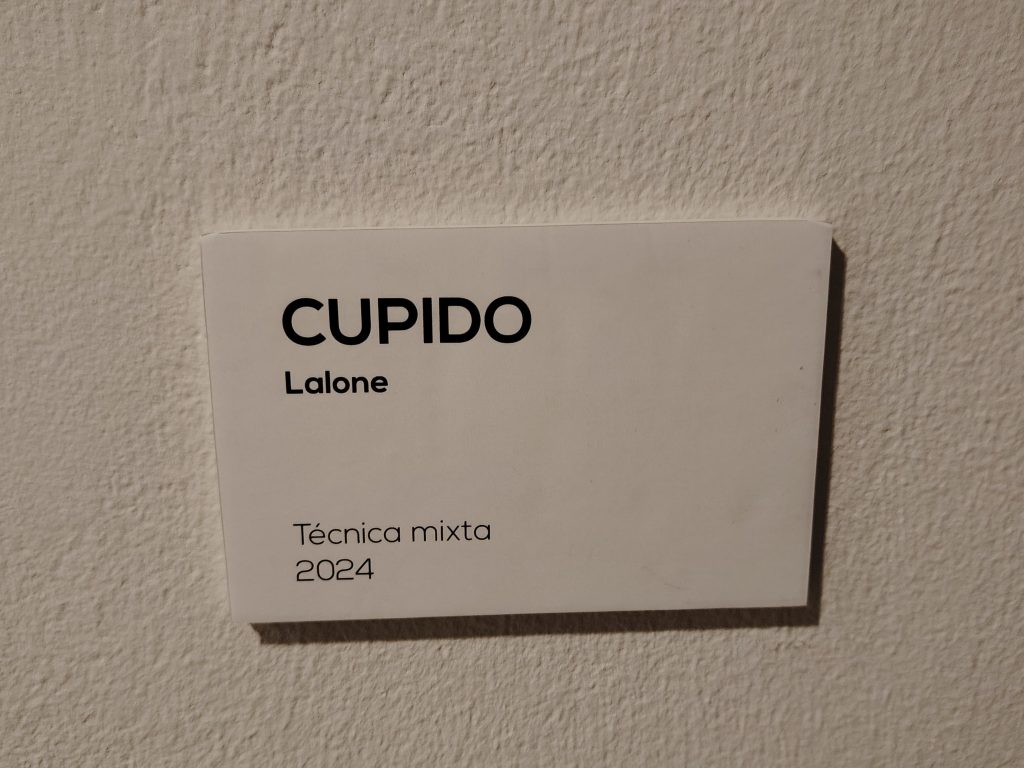 CUPIDO
Lalone
Técnica mixta
2024